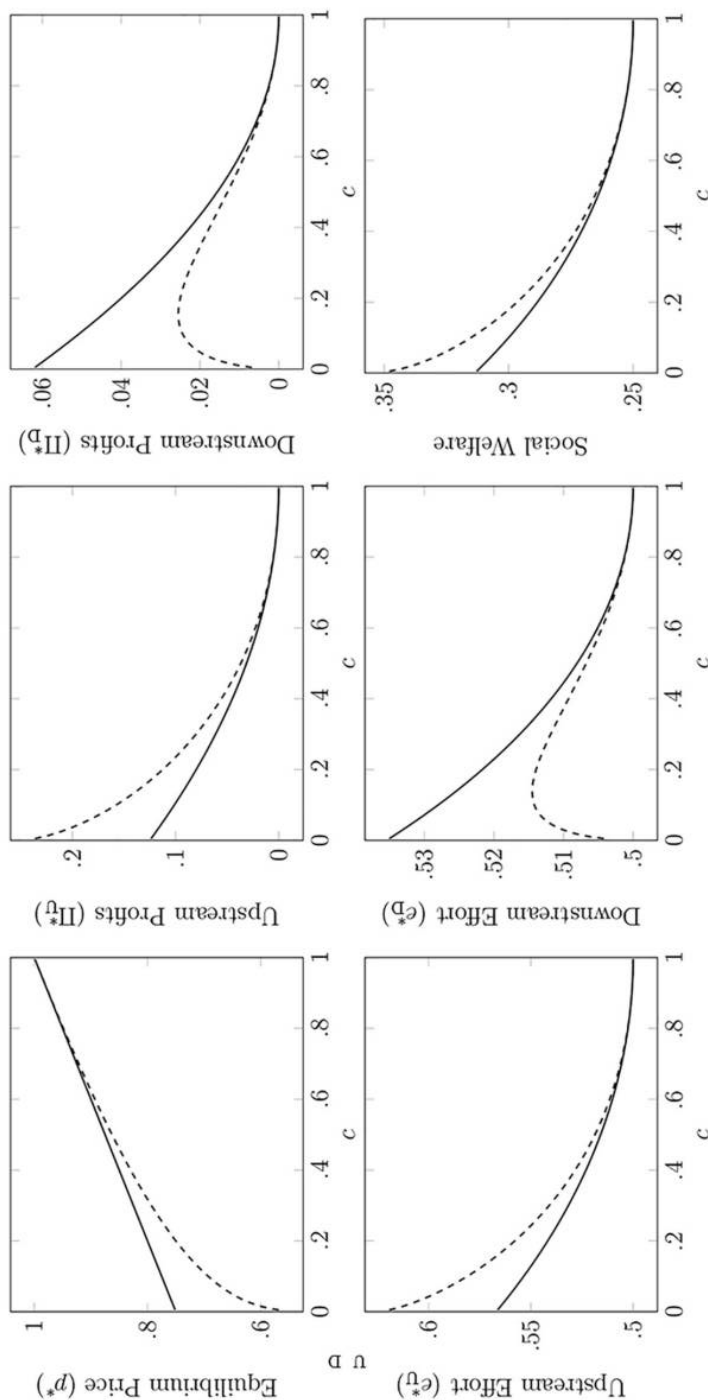 Equilibrium Price (p*)
1
.8
.6
0 .2 .4 .6 .8 1
c
Upstream Profits (Π*U)
.2
.1
0
0 .2 .4 .6 .8 1
c
Downstream Profits (Π*D)
.06
.04
.02
0
0 .2 .4 .6 .8 1
c
U D
Upstream Effort (e*U)
.6
.55
.5
0 .2 .4 .6 .8 1
c
Downstream Effort (e*D)
.53
.52
.51
.5
0 .2 .4 .6 .8 1
c
Social Welfare
.35
.3
.25
0 .2 .4 .6 .8 1
c